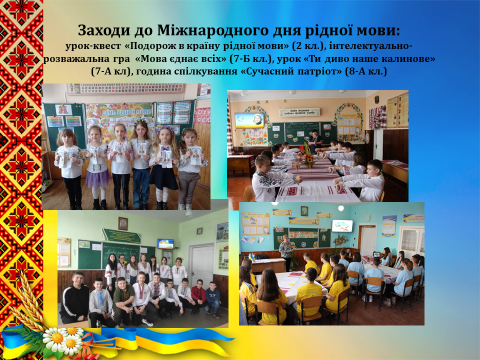 Заходи до Міжнародного дня рідної мови:
урок-квест «Подорож в країну рідної мови» (2 кл.), інтелектуально-
розважальна гра «Мова єднає всіх» (7-Б кл.), урок «Ти диво наше калинове»
(7-А кл), година спілкування «Сучасний патріот» (8-А кл.)